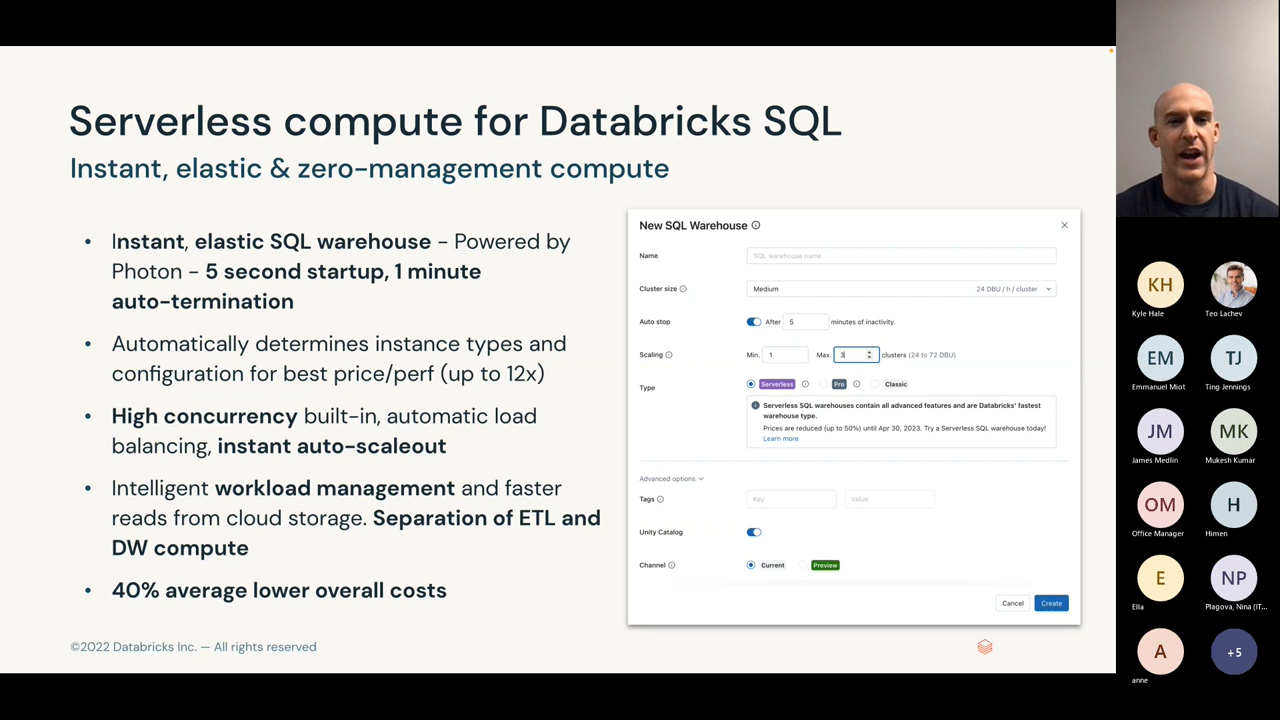 Serverless compute for Databricks SQL
Instant, elastic & zero-management compute
• Instant, elastic SQL warehouse - Powered by
Photon - 5 second startup, 1 minute
auto-termination
• Automatically determines instance types and
configuration for best price/perf (up to 12x)
• High concurrency built-in, automatic load
balancing, instant auto-scaleout
• Intelligent workload management and faster
reads from cloud storage. Separation of ETL and
DW compute
• 40% average lower overall costs
©2022 Databricks Inc. — All rights reserved
New SQL Warehouse
Name SQL warehouse name
Cluster size Medium 24 DBU / h / cluster
Auto stop After 5 minutes of inactivity.
Scaling Min. 1 Max. 3 clusters (24 to 72 DBU)
Type Serverless Pro Classic
Serverless SQL warehouses contain all advanced features and are Databricks' fastest
warehouse type.
Prices are reduced (up to 50%) until Apr 30, 2023. Try a Serverless SQL warehouse today!
Learn more
Advanced options
Tags Key Value
Unity Catalog
Channel Current Preview
Cancel Create
KH
Kyle Hale Teo Lachev
EM TJ
Emmanuel Miot Ting Jennings
JM MK
James Medlin Mukesh Kumar
OM H
Office Manager Himen
E NP
Ella Plagova, Nina (IT...
A +5
anne